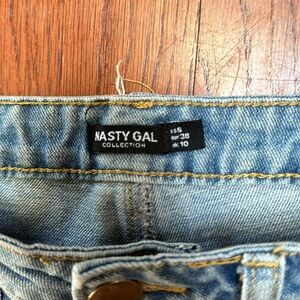 NASTY GAL
COLLECTION
us 6
eur 38
uk 10